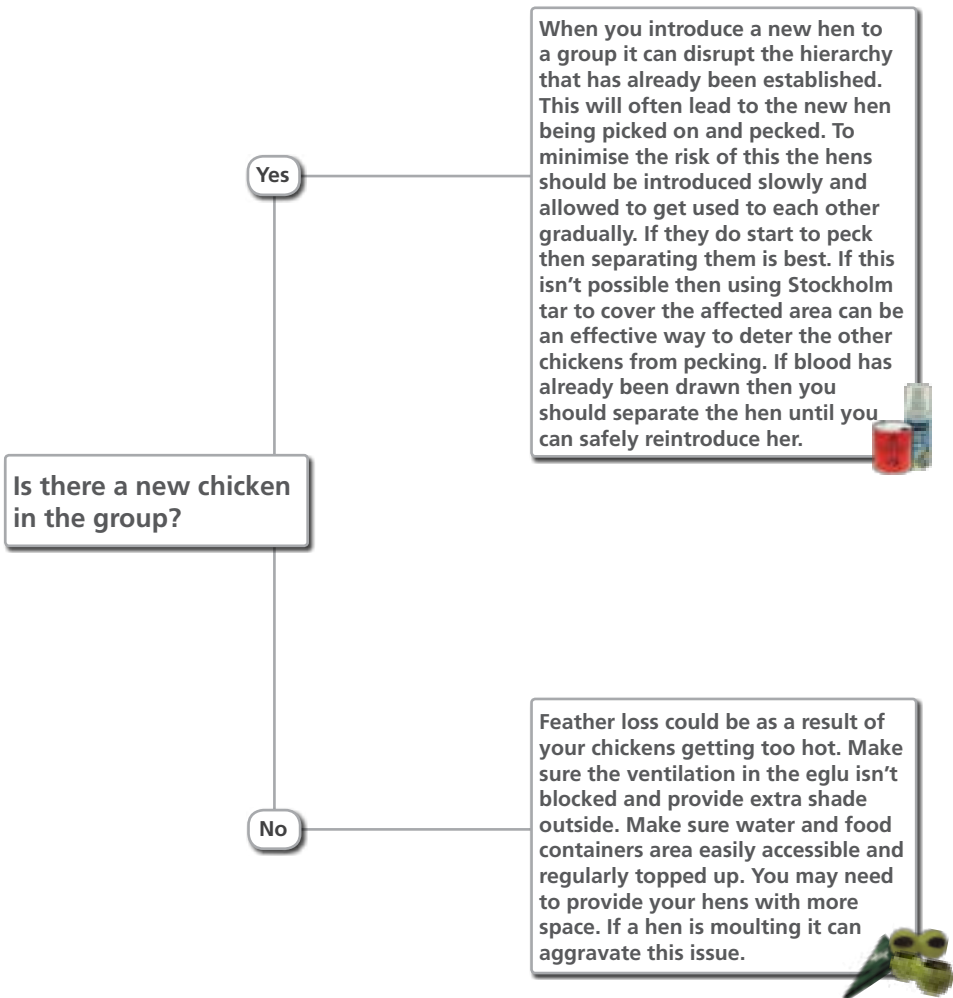 When you introduce a new hen to
a group it can disrupt the hierarchy
that has already been established.
This will often lead to the new hen
being picked on and pecked. To
minimise the risk of this the hens
should be introduced slowly and
allowed to get used to each other
gradually. If they do start to peck
then separating them is best. If this
isn't possible then using Stockholm
tar to cover the affected area can be
an effective way to deter the other
chickens from pecking. If blood has
already been drawn then you
should separate the hen until you
can safely reintroduce her.
Yes
Is there a new chicken
in the group?
No
Feather loss could be as a result of
your chickens getting too hot. Make
sure the ventilation in the eglu isn't
blocked and provide extra shade
outside. Make sure water and food
containers area easily accessible and
regularly topped up. You may need
to provide your hens with more
space. If a hen is moulting it can
aggravate this issue.